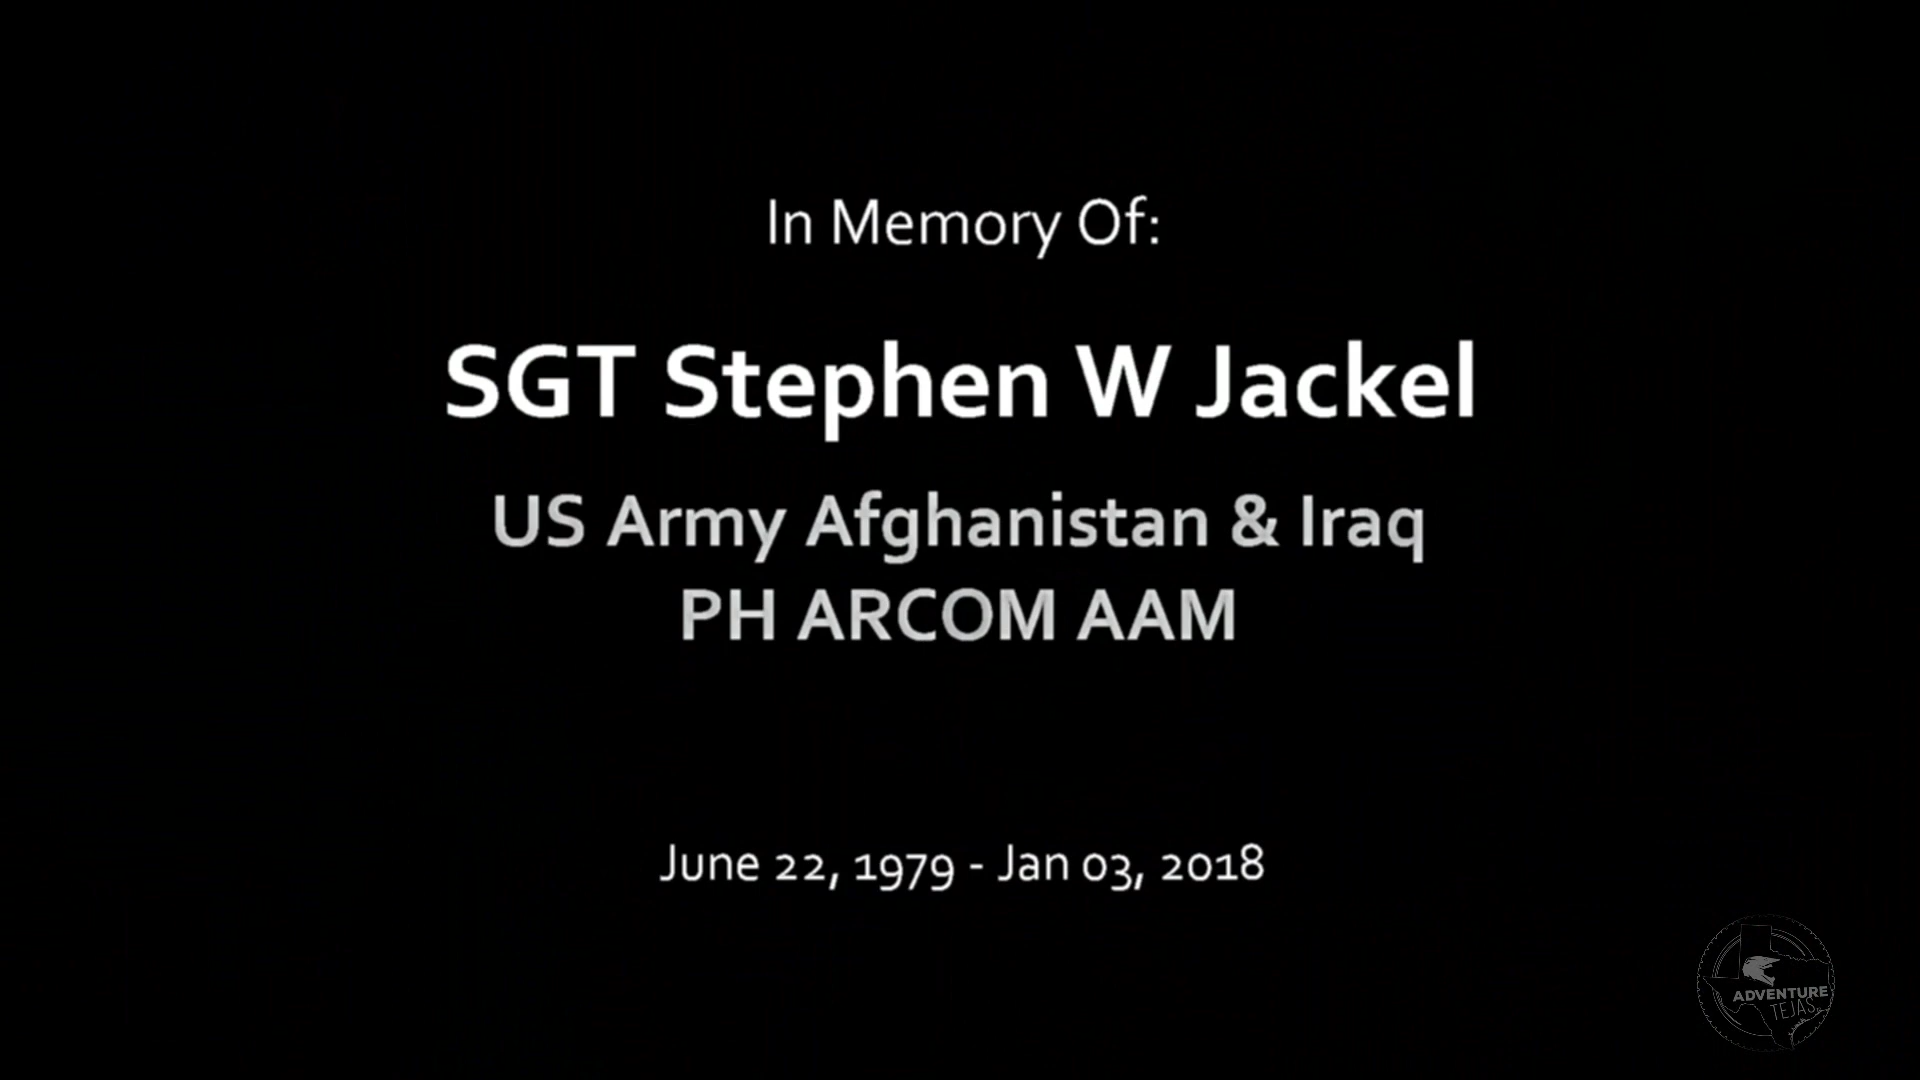 In Memory Of:
SGT Stephen W Jackel
US Army Afghanistan & Iraq
PH ARCOM AAM
June 22, 1979 - Jan 03, 2018
ADVENTURE
TEJAS